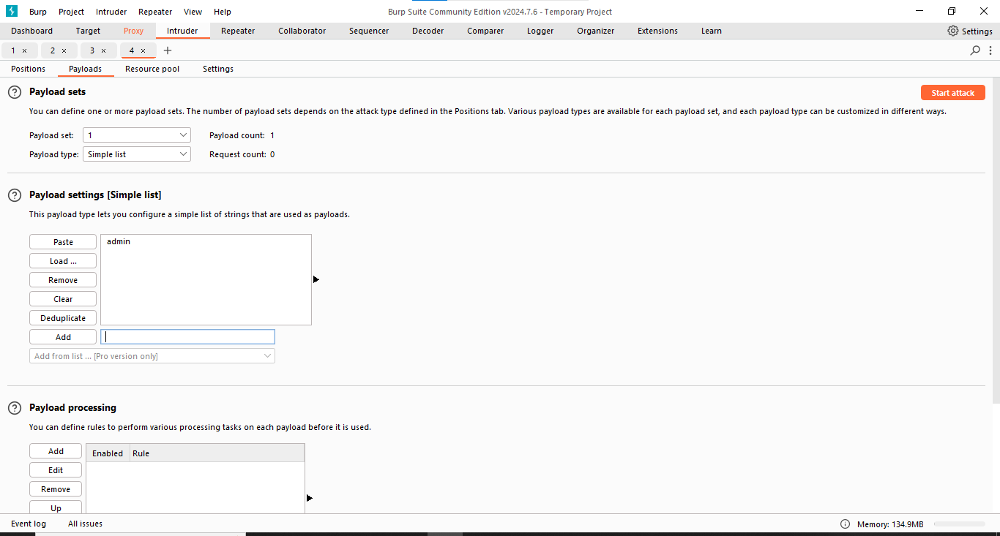 Burp Project Intruder Repeater View Help Burp Suite Community Edition v2024.7.6 - Temporary Project
Dashboard Target Proxy Intruder Repeater Collaborator Sequencer Decoder Comparer Logger Organizer Extensions Learn Settings
1 × 2 × 3 × 4 × +
Positions Payloads Resource pool Settings
? Payload sets Start attack
You can define one or more payload sets. The number of payload sets depends on the attack type defined in the Positions tab. Various payload types are available for each payload set, and each payload type can be customized in different ways.
Payload set: 1 Payload count: 1
Payload type: Simple list Request count: 0
? Payload settings [Simple list]
This payload type lets you configure a simple list of strings that are used as payloads.
Paste admin
Load ...
Remove
Clear
Deduplicate
Add
Add from list ... [Pro version only]
? Payload processing
You can define rules to perform various processing tasks on each payload before it is used.
Add Enabled Rule
Edit
Remove
Up
Event log All issues Memory: 134.9MB